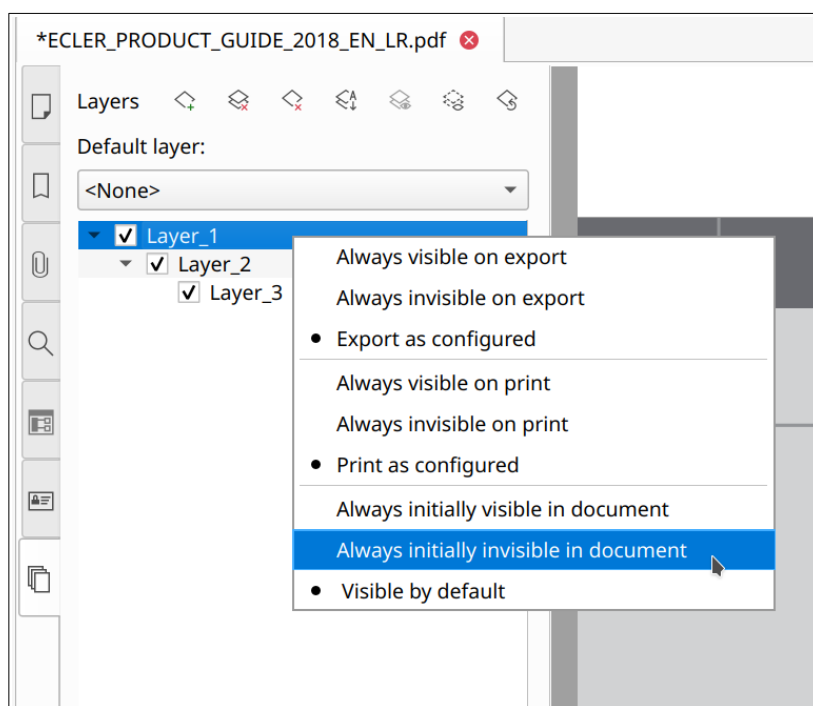 *ECLER_PRODUCT_GUIDE_2018_EN_LR.pdf
Layers
Default layer:
<None>
Layer_1
Layer_2
Layer_3
Always visible on export
Always invisible on export
Export as configured
Always visible on print
Always invisible on print
Print as configured
Always initially visible in document
Always initially invisible in document
Visible by default